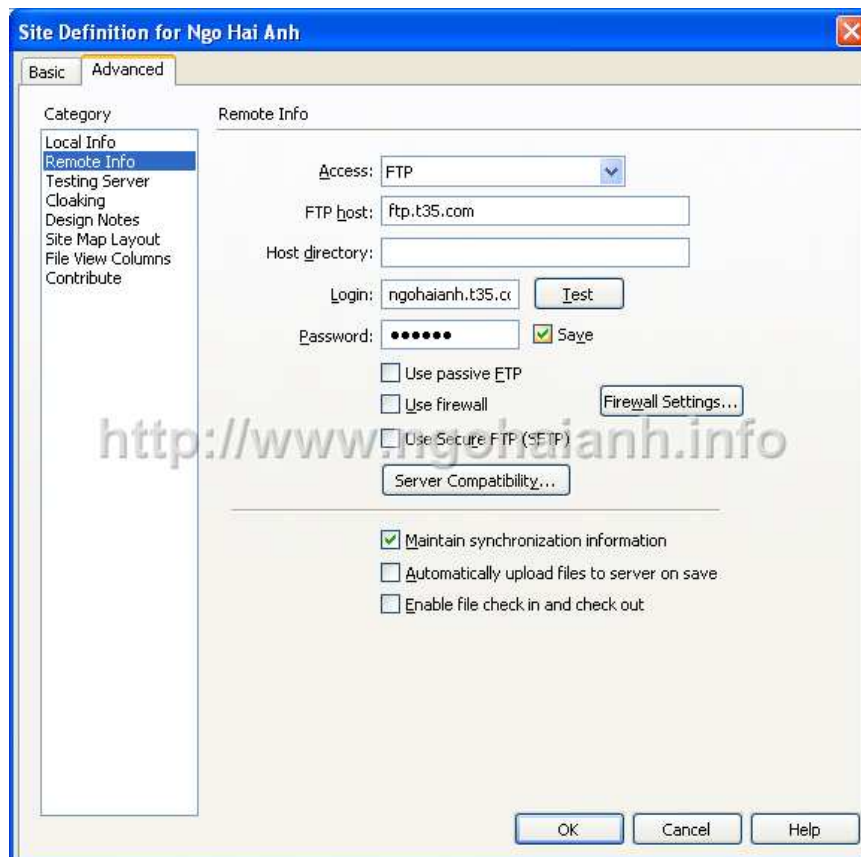 Site Definition for Ngo Hai Anh
Basic
Advanced
Category
Local Info
Remote Info
Testing Server
Cloaking
Design Notes
Site Map Layout
File View Columns
Contribute
Remote Info
Access: FTP
FTP host: ftp.t35.com
Host directory:
Login: ngohaianh.t35.c Test
Password: ●●●●●● Save
Use passive FTP
Use firewall Firewall Settings...
Use Secure FTP (SFTP)
http://www.ngohaianh.info
Server Compatibility...
Maintain synchronization information
Automatically upload files to server on save
Enable file check in and check out
OK Cancel Help